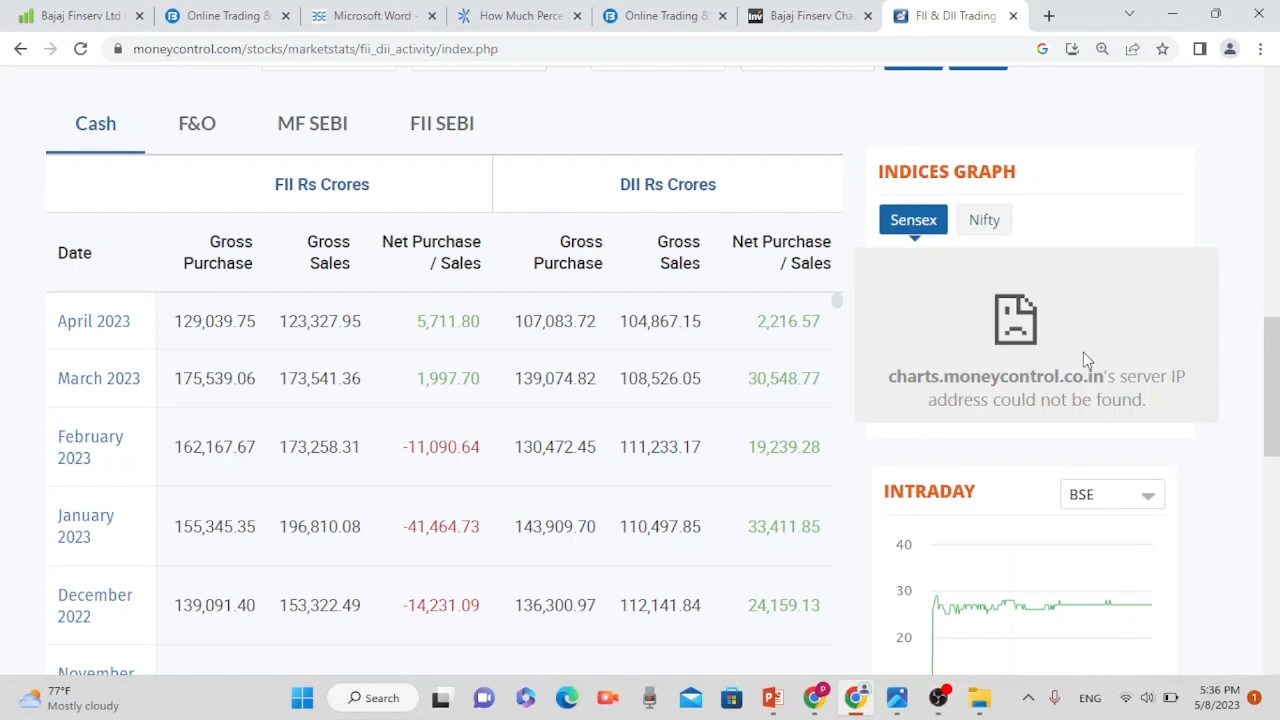 Bajaj Finserv Ltd
Online Trading &
Microsoft Word -
How Much Perce
Online Trading &
Bajaj Finserv Cha
FII & DII Trading
moneycontrol.com/stocks/marketstats/fii_dii_activity/index.php
Cash F&O MF SEBI FII SEBI
FII Rs Crores DII Rs Crores
Date Gross Purchase Gross Sales Net Purchase / Sales Gross Purchase Gross Sales Net Purchase / Sales
April 2023 129,039.75 123,327.95 5,711.80 107,083.72 104,867.15 2,216.57
March 2023 175,539.06 173,541.36 1,997.70 139,074.82 108,526.05 30,548.77
February 2023 162,167.67 173,258.31 -11,090.64 130,472.45 111,233.17 19,239.28
January 2023 155,345.35 196,810.08 -41,464.73 143,909.70 110,497.85 33,411.85
December 2022 139,091.40 153,322.49 -14,231.09 136,300.97 112,141.84 24,159.13
November
INDICES GRAPH
Sensex Nifty
charts.moneycontrol.co.in's server IP
address could not be found.
INTRADAY BSE
40
30
20
77°F
Mostly cloudy
Search
ENG
5:36 PM
5/8/2023
1